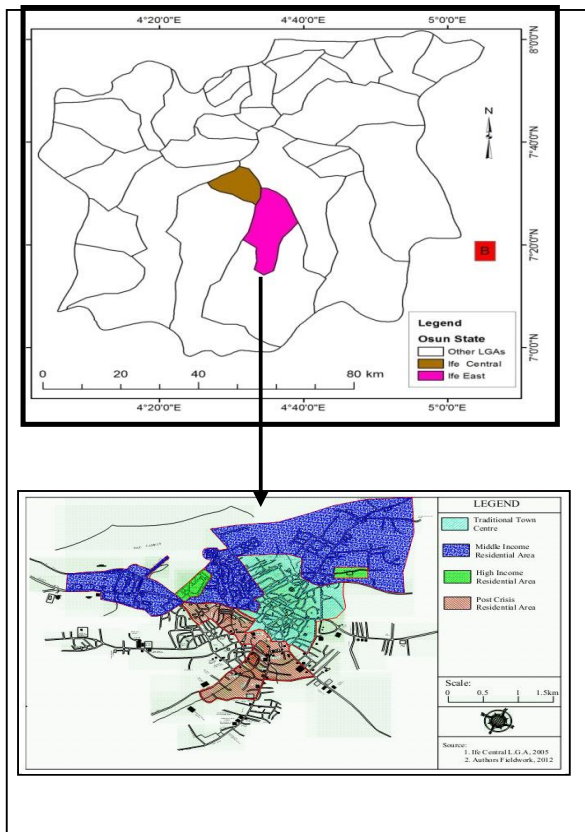 4°20'0"E 4°40'0"E 5°0'0"E
8°0'0"N
7°40'0"N
7°20'0"N
7°0'0"N
N
B
Legend
Osun State
Other LGAs
Ife Central
Ife East
0 20 40 80 km
4°20'0"E 4°40'0"E 5°0'0"E
LEGEND
Traditional Town
Centre
Middle Income
Residential Area
High Income
Residential Area
Post Crisis
Residential Area
Scale:
0 0.5 1 1.5km
Source:
1. Ife Central L.G.A, 2005
2. Authors Fieldwork, 2012